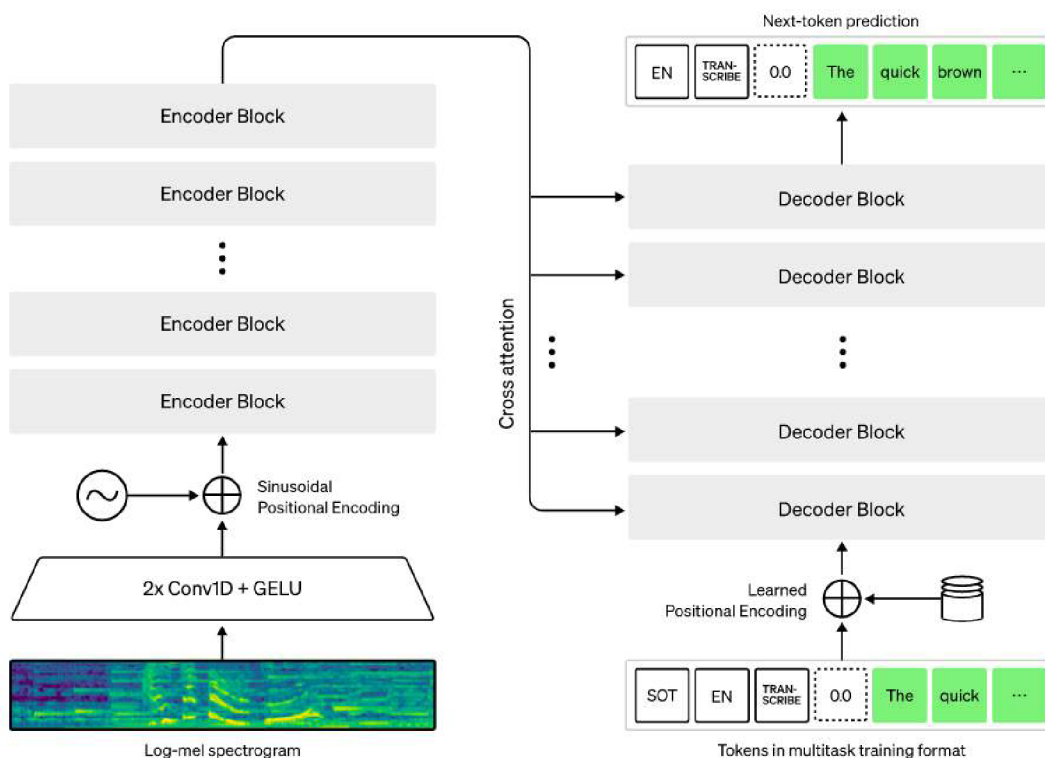 Next-token prediction
EN
TRAN-
SCRIBE
0.0
The
quick
brown
...
Encoder Block
Encoder Block
Encoder Block
Encoder Block
Sinusoidal
Positional Encoding
2x Conv1D + GELU
Log-mel spectrogram
Cross attention
Decoder Block
Decoder Block
Decoder Block
Decoder Block
Learned
Positional Encoding
SOT
EN
TRAN-
SCRIBE
0.0
The
quick
...
Tokens in multitask training format